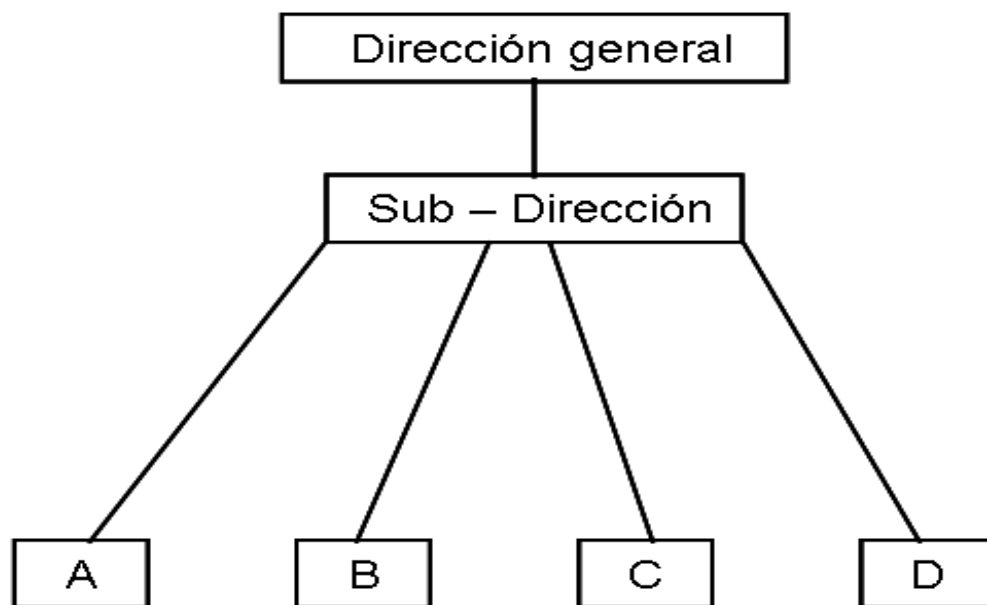 Dirección general
Sub – Dirección
A
B
C
D